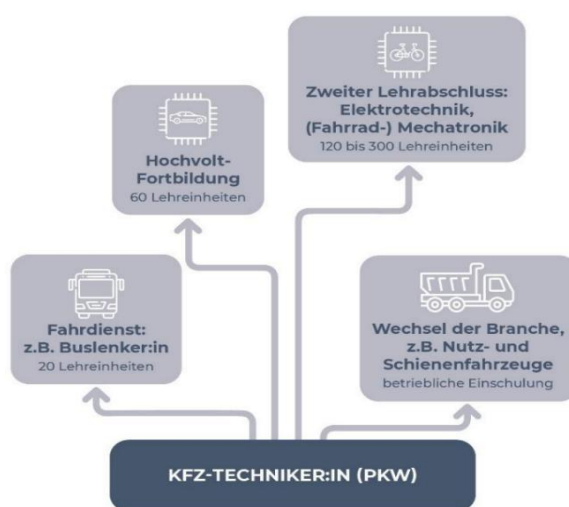 Zweiter Lehrabschluss:
Elektrotechnik,
(Fahrrad-) Mechatronik
120 bis 300 Lehreinheiten
Hochvolt-
Fortbildung
60 Lehreinheiten
Fahrdienst:
z.B. Buslenker:in
20 Lehreinheiten
Wechsel der Branche,
z.B. Nutz- und
Schienenfahrzeuge
betriebliche Einschulung
KFZ-TECHNIKER:IN (PKW)